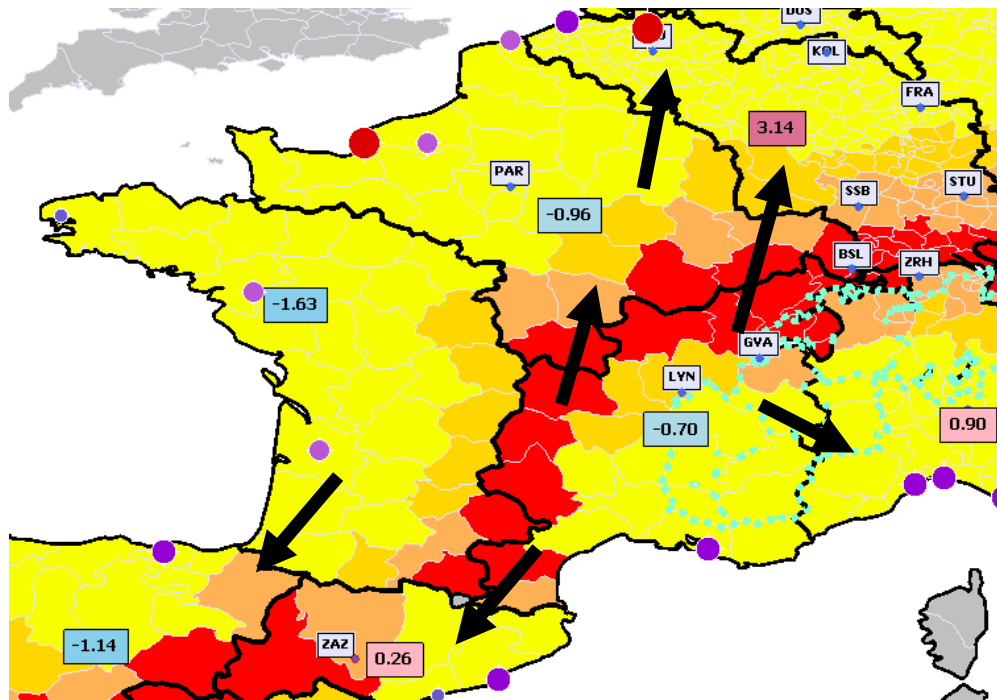 DUS
KOL
FRA
3.14
PAR
SSB
STU
-0.96
BSL
ZRH
-1.63
GVA
LYN
-0.70
0.90
-1.14
ZAZ
0.26